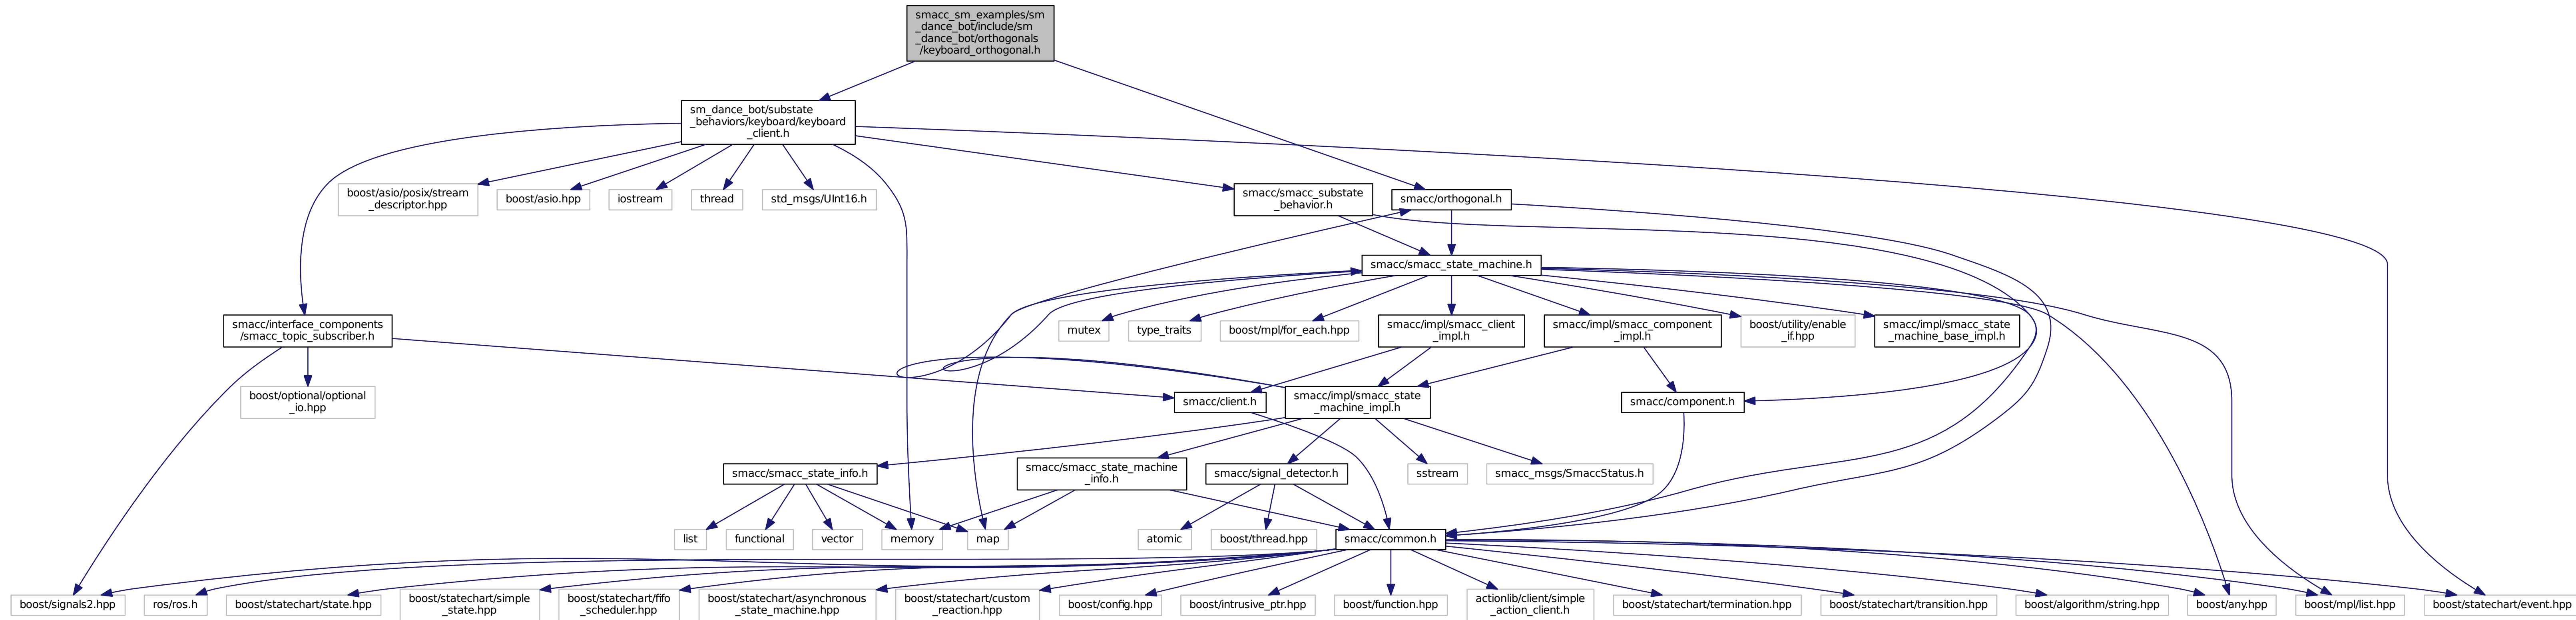 smacc_sm_examples/sm
_dance_bot/include/sm
_dance_bot/orthogonals
/keyboard_orthogonal.h
sm_dance_bot/substate
_behaviors/keyboard/keyboard
_client.h
boost/asio/posix/stream
_descriptor.hpp
boost/asio.hpp
iostream
thread
std_msgs/UInt16.h
smacc/smacc_substate
_behavior.h
smacc/orthogonal.h
smacc/smacc_state_machine.h
smacc/interface_components
/smacc_topic_subscriber.h
mutex
type_traits
boost/mpl/for_each.hpp
smacc/impl/smacc_client
_impl.h
smacc/impl/smacc_component
_impl.h
boost/utility/enable
_if.hpp
smacc/impl/smacc_state
_machine_base_impl.h
boost/optional/optional
_io.hpp
smacc/client.h
smacc/impl/smacc_state
_machine_impl.h
smacc/component.h
smacc/smacc_state_info.h
smacc/smacc_state_machine
_info.h
smacc/signal_detector.h
sstream
smacc_msgs/SmaccStatus.h
list
functional
vector
memory
map
atomic
boost/thread.hpp
smacc/common.h
boost/signals2.hpp
ros/ros.h
boost/statechart/state.hpp
boost/statechart/simple
_state.hpp
boost/statechart/fifo
_scheduler.hpp
boost/statechart/asynchronous
_state_machine.hpp
boost/statechart/custom
_reaction.hpp
boost/config.hpp
boost/intrusive_ptr.hpp
boost/function.hpp
actionlib/client/simple
_action_client.h
boost/statechart/termination.hpp
boost/statechart/transition.hpp
boost/algorithm/string.hpp
boost/any.hpp
boost/mpl/list.hpp
boost/statechart/event.hpp